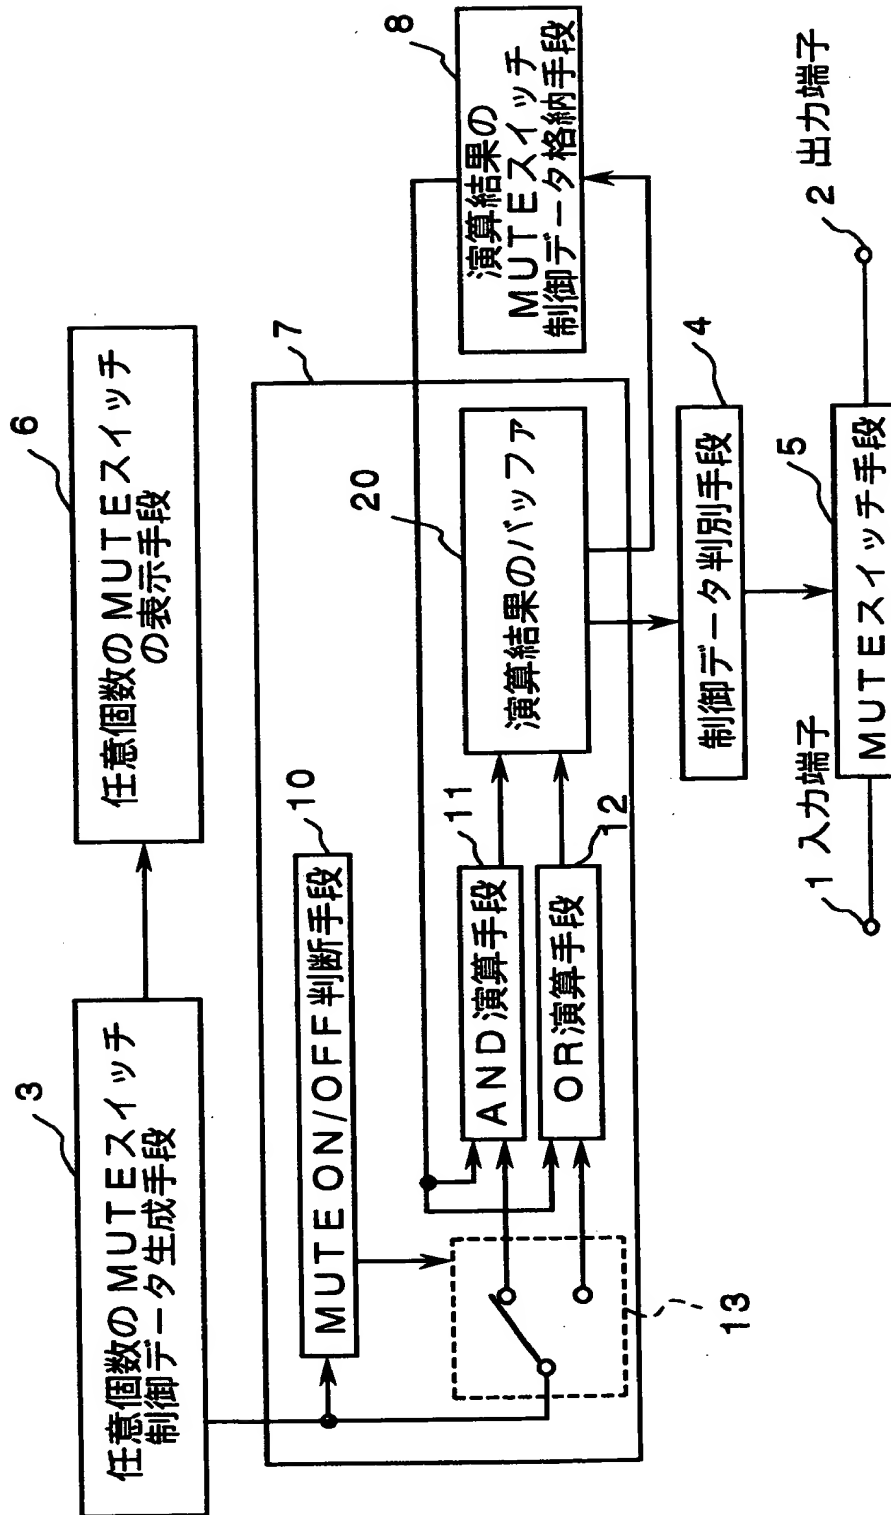 3
任意個数のMUTEスイッチ
制御データ生成手段
6
任意個数のMUTEスイッチ
の表示手段
7
10
MUTE ON/OFF判断手段
13
11
AND演算手段
12
OR演算手段
20
演算結果のバッファ
8
演算結果の
MUTEスイッチ
制御データ格納手段
4
制御データ判別手段
1 入力端子
5
MUTEスイッチ手段
2 出力端子